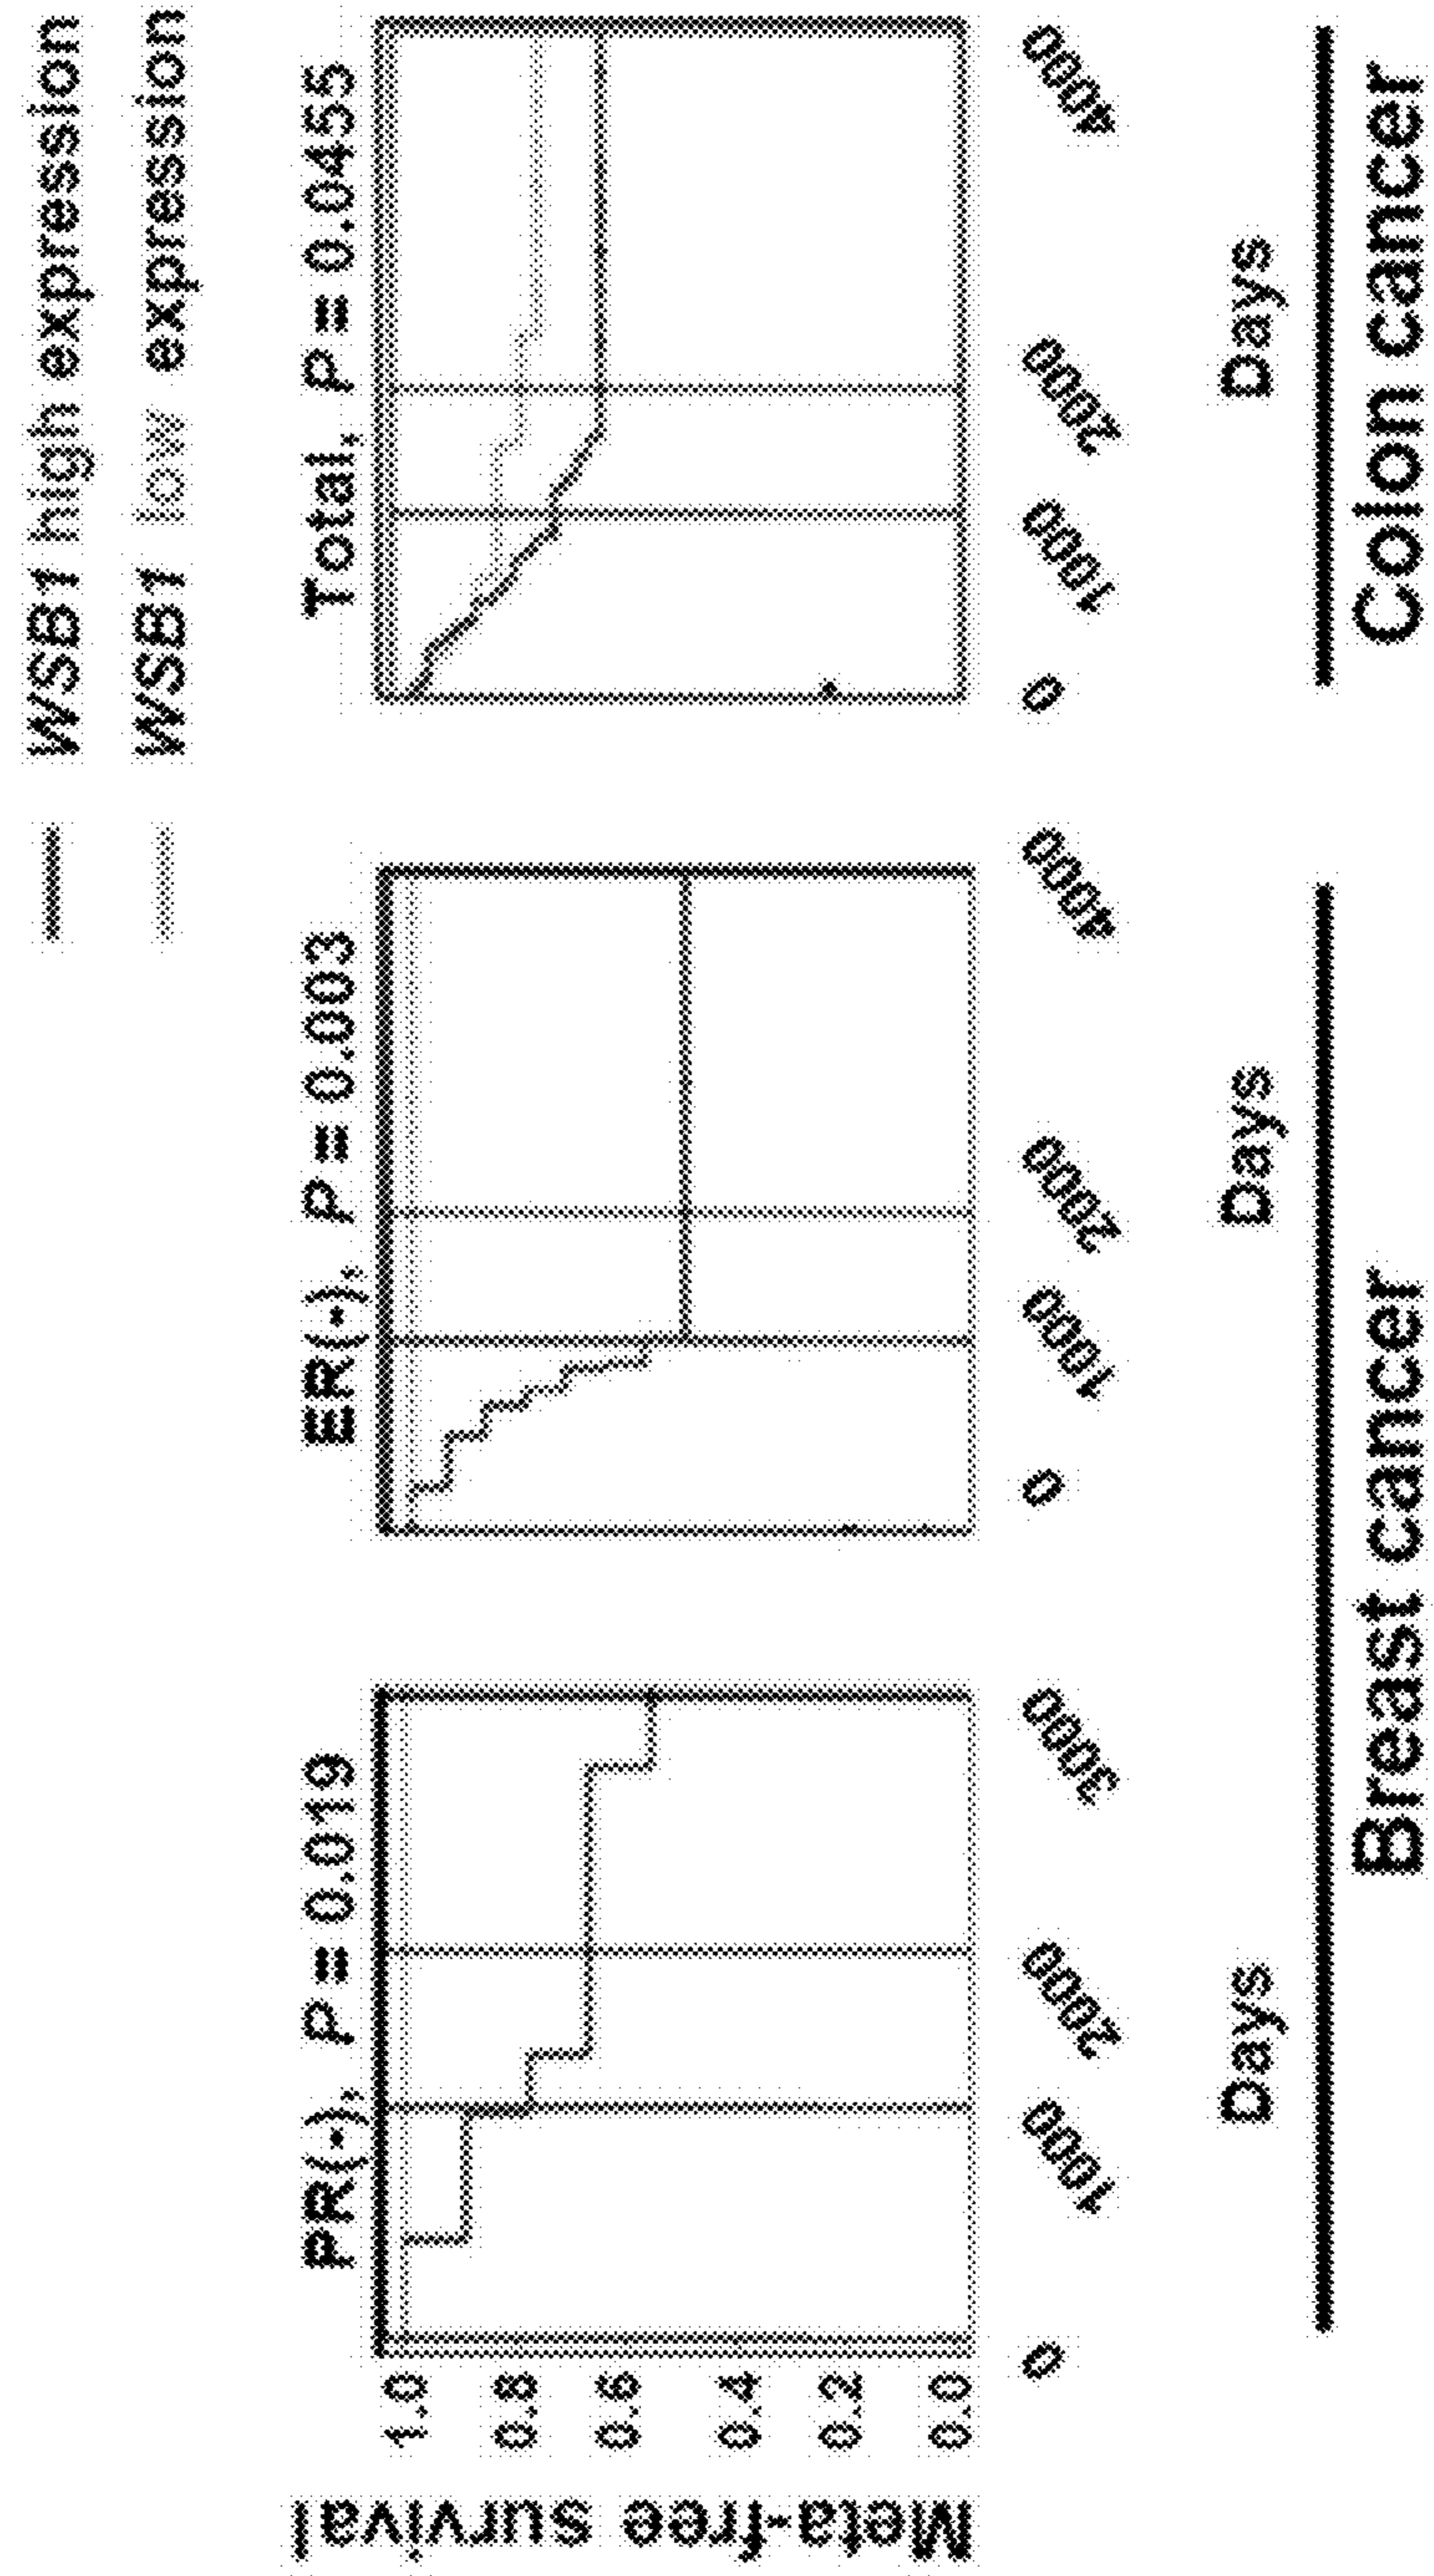 WSB1 high expression
WSB1 low expression
PR(-), P = 0.019
ER(-), P = 0.003
Total, P = 0.0455
Meta-free survival
1.0
0.8
0.6
0.4
0.2
0.0
0 1000 2000 3000
0 1000 2000 4000
0 1000 2000 4000
Days
Days
Days
Breast cancer
Colon cancer